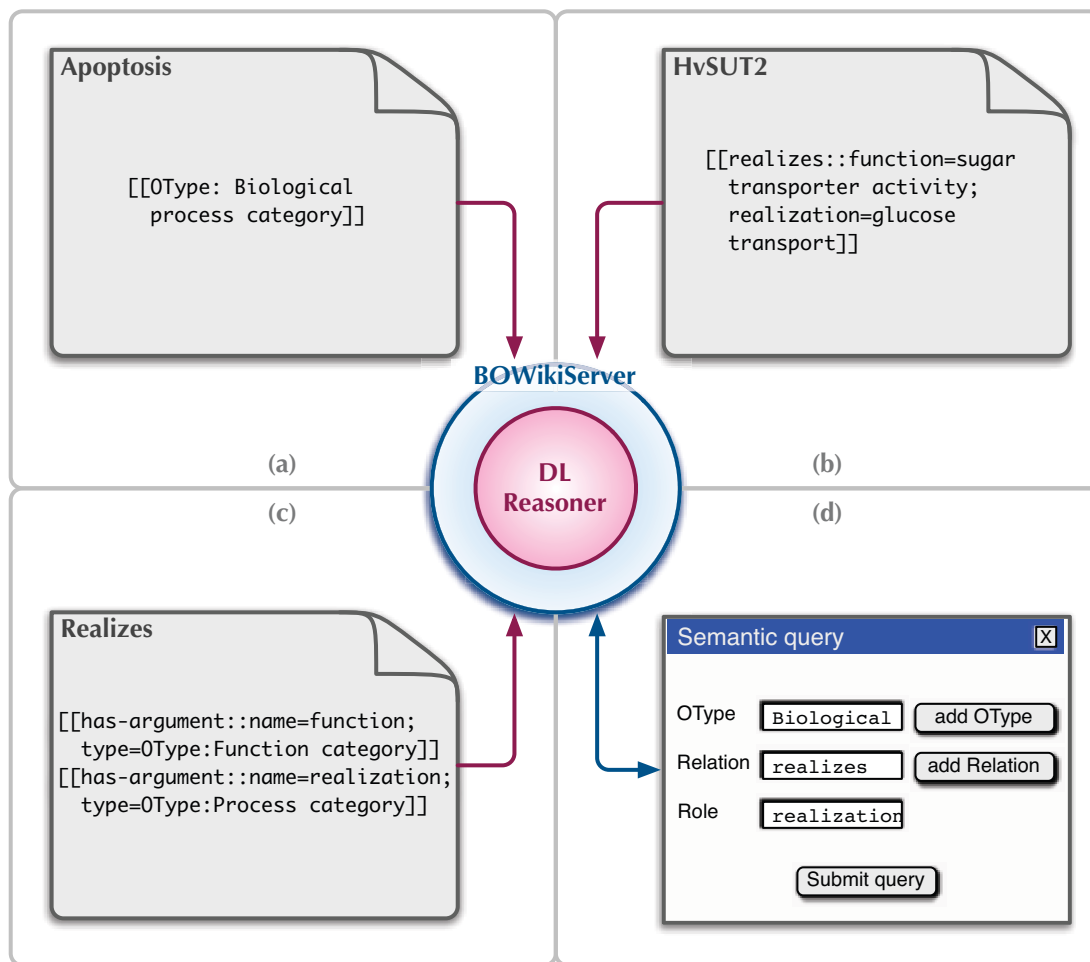 Apoptosis
[[OType: Biological
process category]]
HvSUT2
[[realizes::function=sugar
transporter activity;
realization=glucose
transport]]
BOWikiServer
DL
Reasoner
(a)
(b)
(c)
(d)
Realizes
[[has-argument::name=function;
type=OType:Function category]]
[[has-argument::name=realization;
type=OType:Process category]]
Semantic query
X
OType
Biological
add OType
Relation
realizes
add Relation
Role
realization
Submit query